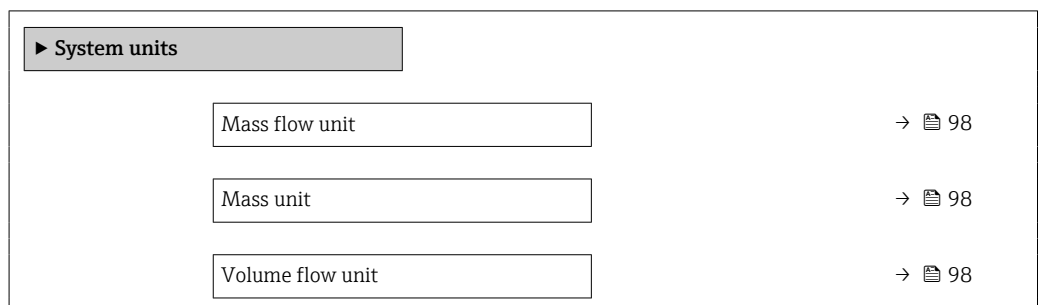 ▶ System units
Mass flow unit → 98
Mass unit → 98
Volume flow unit → 98